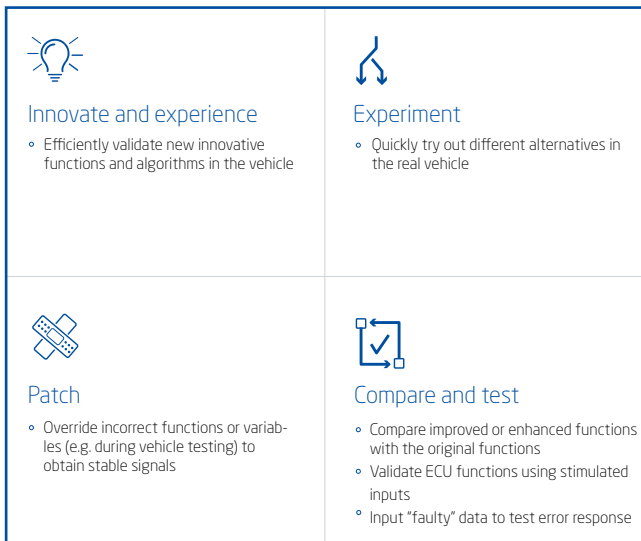 Innovate and experience
Efficiently validate new innovative
functions and algorithms in the vehicle
Experiment
Quickly try out different alternatives in
the real vehicle
Patch
Override incorrect functions or variab-
les (e.g. during vehicle testing) to
obtain stable signals
Compare and test
Compare improved or enhanced functions
with the original functions
Validate ECU functions using stimulated
inputs
Input “faulty” data to test error response